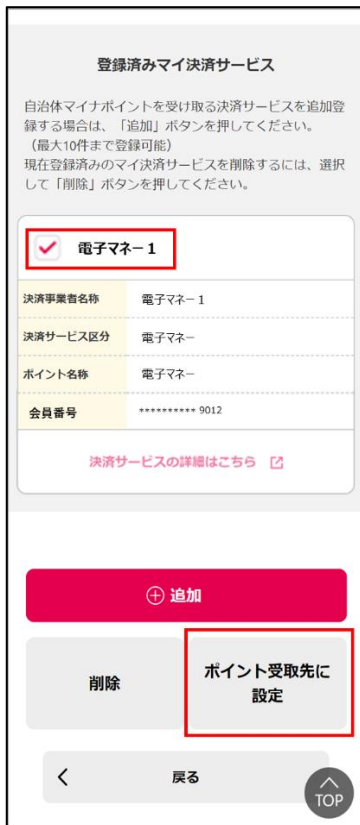 登録済みマイ決済サービス
自治体マイナポイントを受け取る決済サービスを追加登
録する場合は、「追加」ボタンを押してください。
（最大10件まで登録可能）
現在登録済みのマイ決済サービスを削除するには、選択
して「削除」ボタンを押してください。
電子マネー1
決済事業者名称 電子マネー1
決済サービス区分 電子マネー
ポイント名称 電子マネー
会員番号 ********** 9012
決済サービスの詳細はこちら
追加
削除
ポイント受取先に
設定
戻る
TOP